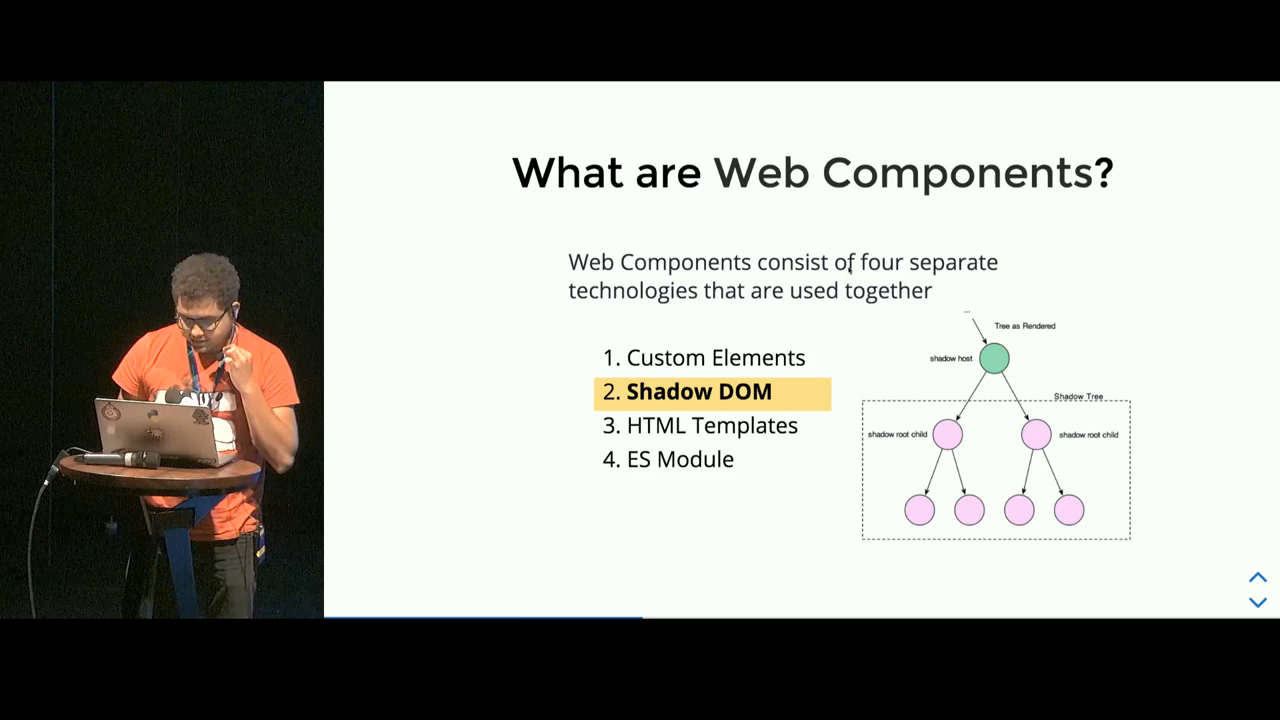 What are Web Components?
Web Components consist of four separate
technologies that are used together
1. Custom Elements
2. Shadow DOM
3. HTML Templates
4. ES Module
...
Tree as Rendered
shadow host
Shadow Tree
shadow root child
shadow root child